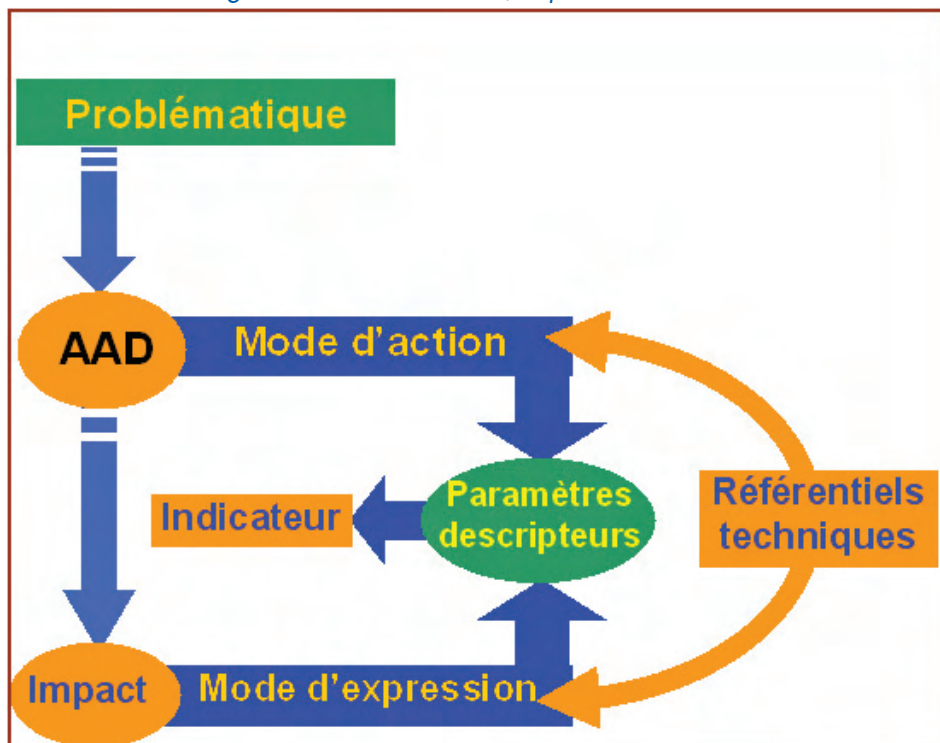 Problématique
AAD
Mode d'action
Paramètres
descripteurs
Indicateur
Référentiels
techniques
Impact
Mode d'expression